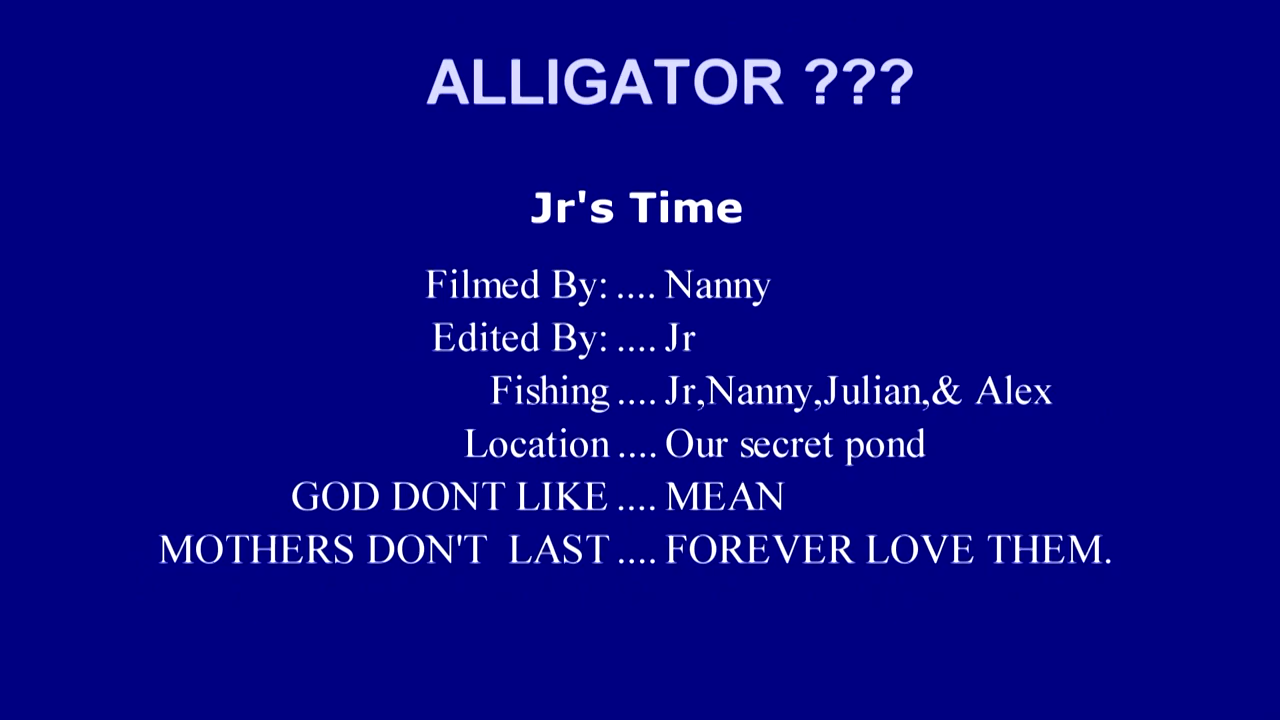 ALLIGATOR ???
Jr's Time
Filmed By: .... Nanny
Edited By: .... Jr
Fishing .... Jr,Nanny,Julian,& Alex
Location .... Our secret pond
GOD DONT LIKE .... MEAN
MOTHERS DON'T  LAST .... FOREVER LOVE THEM.